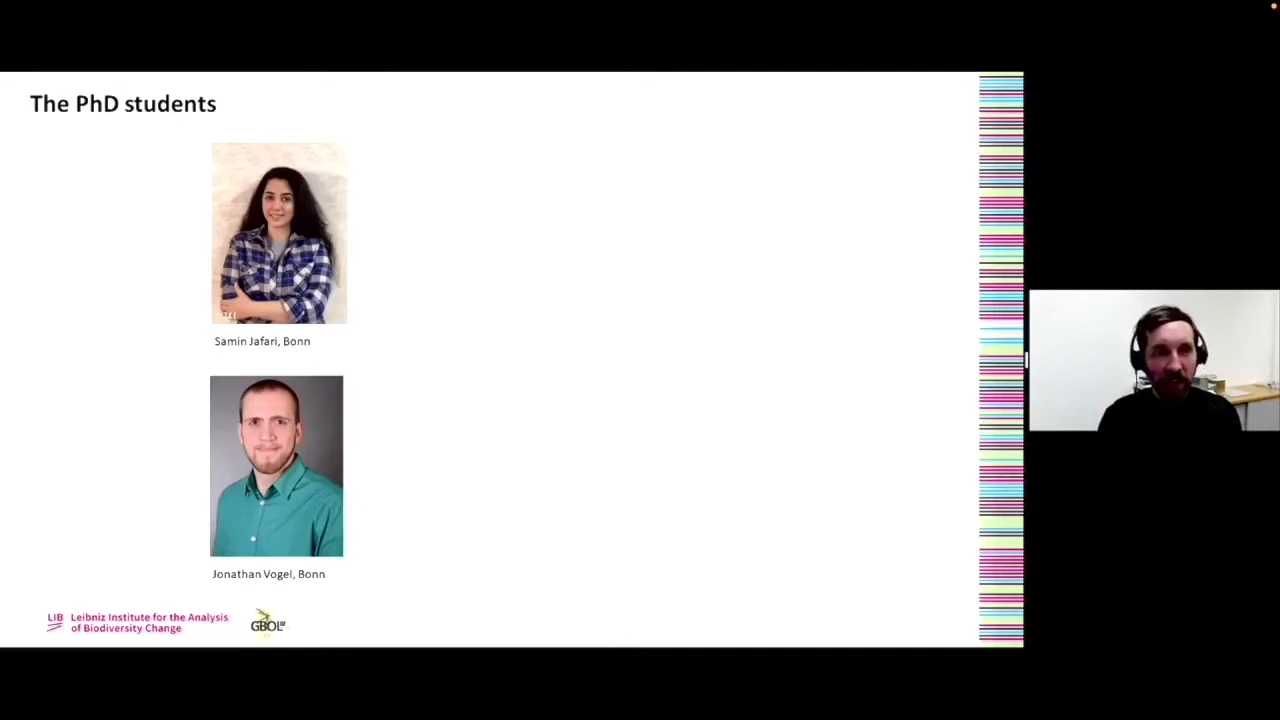 The PhD students
Samin Jafari, Bonn
Jonathan Vogel, Bonn
LIB Leibniz Institute for the Analysis
of Biodiversity Change
GBOL